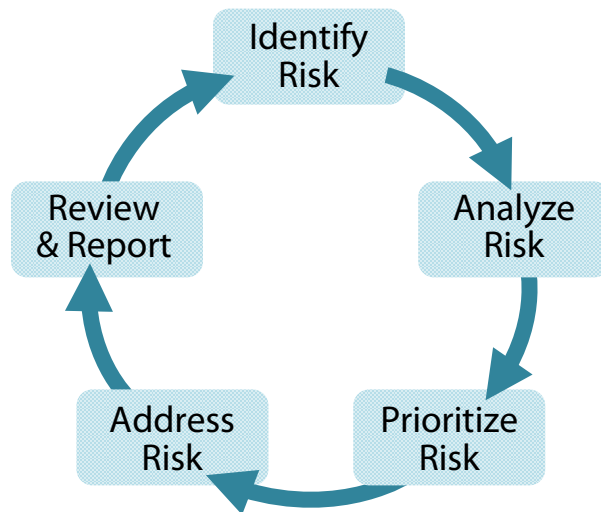 Identify
Risk
Analyze
Risk
Prioritize
Risk
Address
Risk
Review
& Report